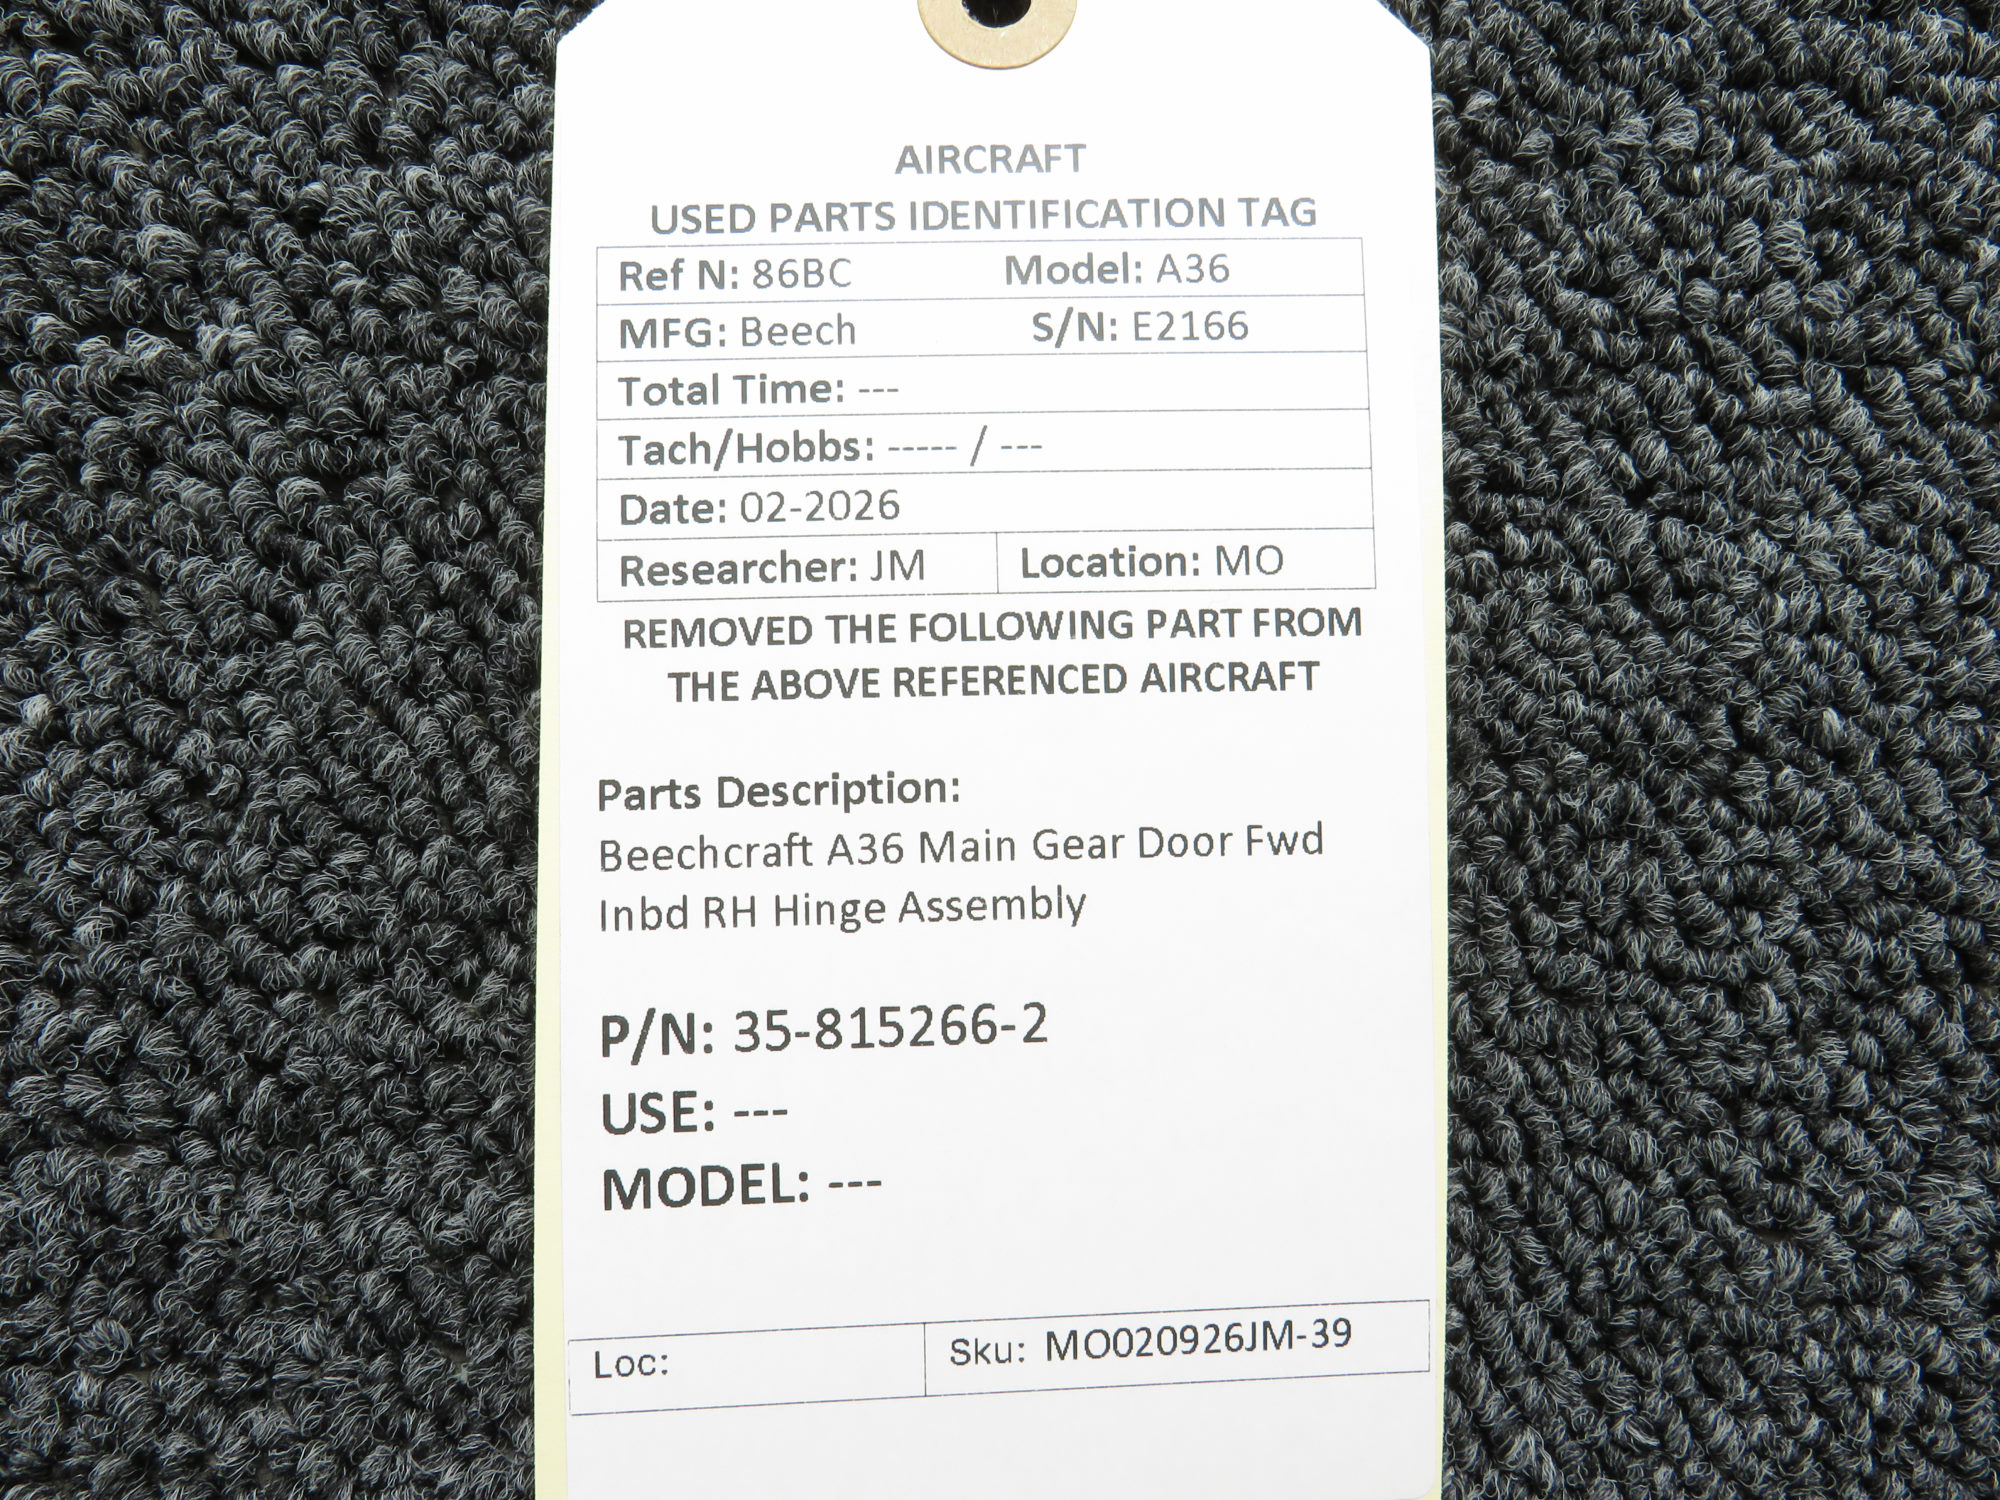 AIRCRAFT
USED PARTS IDENTIFICATION TAG
Ref N: 86BC Model: A36
MFG: Beech S/N: E2166
Total Time: ---
Tach/Hobbs: ----- / ---
Date: 02-2026
Researcher: JM Location: MO
REMOVED THE FOLLOWING PART FROM
THE ABOVE REFERENCED AIRCRAFT
Parts Description:
Beechcraft A36 Main Gear Door Fwd
Inbd RH Hinge Assembly
P/N: 35-815266-2
USE: ---
MODEL: ---
Loc: Sku: MO020926JM-39